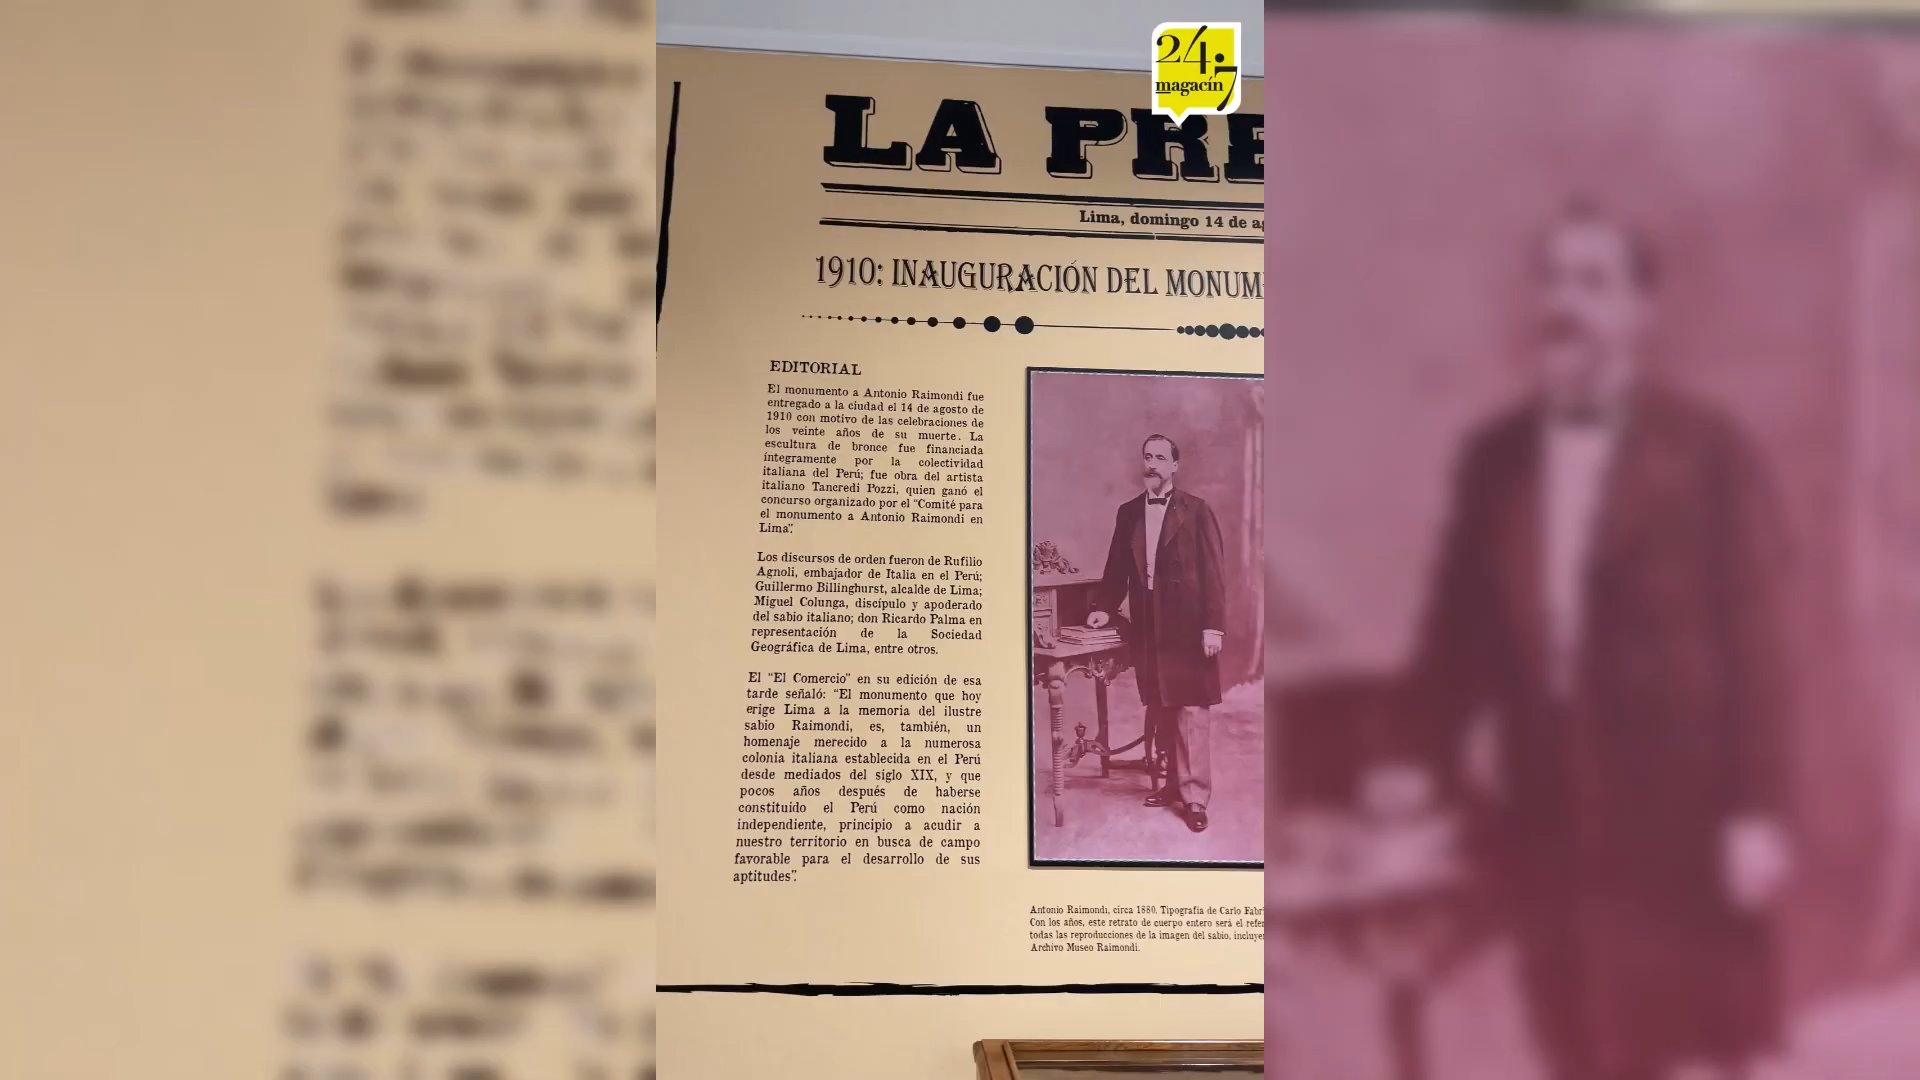 24.7
magacín
LA PRE
Lima, domingo 14 de ag
1910: INAUGURACIÓN DEL MONUM
EDITORIAL
El monumento a Antonio Raimondi fue
entregado a la ciudad el 14 de agosto de
1910 con motivo de las celebraciones de
los veinte años de su muerte. La
escultura de bronce fue financiada
íntegramente por la colectividad
italiana del Perú; fue obra del artista
italiano Tancredi Pozzi, quien ganó el
concurso organizado por el "Comité para
el monumento a Antonio Raimondi en
Lima".
Los discursos de orden fueron de Rufilio
Agnoli, embajador de Italia en el Perú;
Guillermo Billinghurst, alcalde de Lima;
Miguel Colunga, discípulo y apoderado
del sabio italiano; don Ricardo Palma en
representación de la Sociedad
Geográfica de Lima, entre otros.
El "El Comercio" en su edición de esa
tarde señaló: "El monumento que hoy
erige Lima a la memoria del ilustre
sabio Raimondi, es, también, un
homenaje merecido a la numerosa
colonia italiana establecida en el Perú
desde mediados del siglo XIX, y que
pocos años después de haberse
constituido el Perú como nación
independiente, principio a acudir a
nuestro territorio en busca de campo
favorable para el desarrollo de sus
aptitudes".
Antonio Raimondi, circa 1880. Tipografía de Carlo Fabri
Con los años, este retrato de cuerpo entero será el refer
todas las reproducciones de la imagen del sabio, incluyen
Archivo Museo Raimondi.